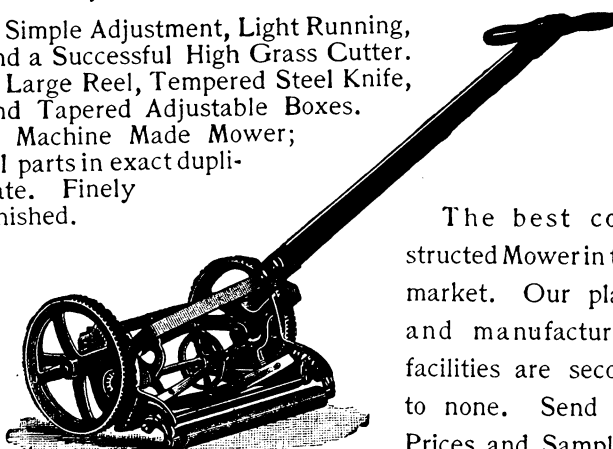 Simple Adjustment, Light Running,
nd a Successful High Grass Cutter.
Large Reel, Tempered Steel Knife,
nd Tapered Adjustable Boxes.
Machine Made Mower;
l parts in exact dupli-
ate. Finely
nished.
The best co
structed Mower in t
market. Our pla
and manufactur
facilities are seco
to none. Send
Prices and Sampl